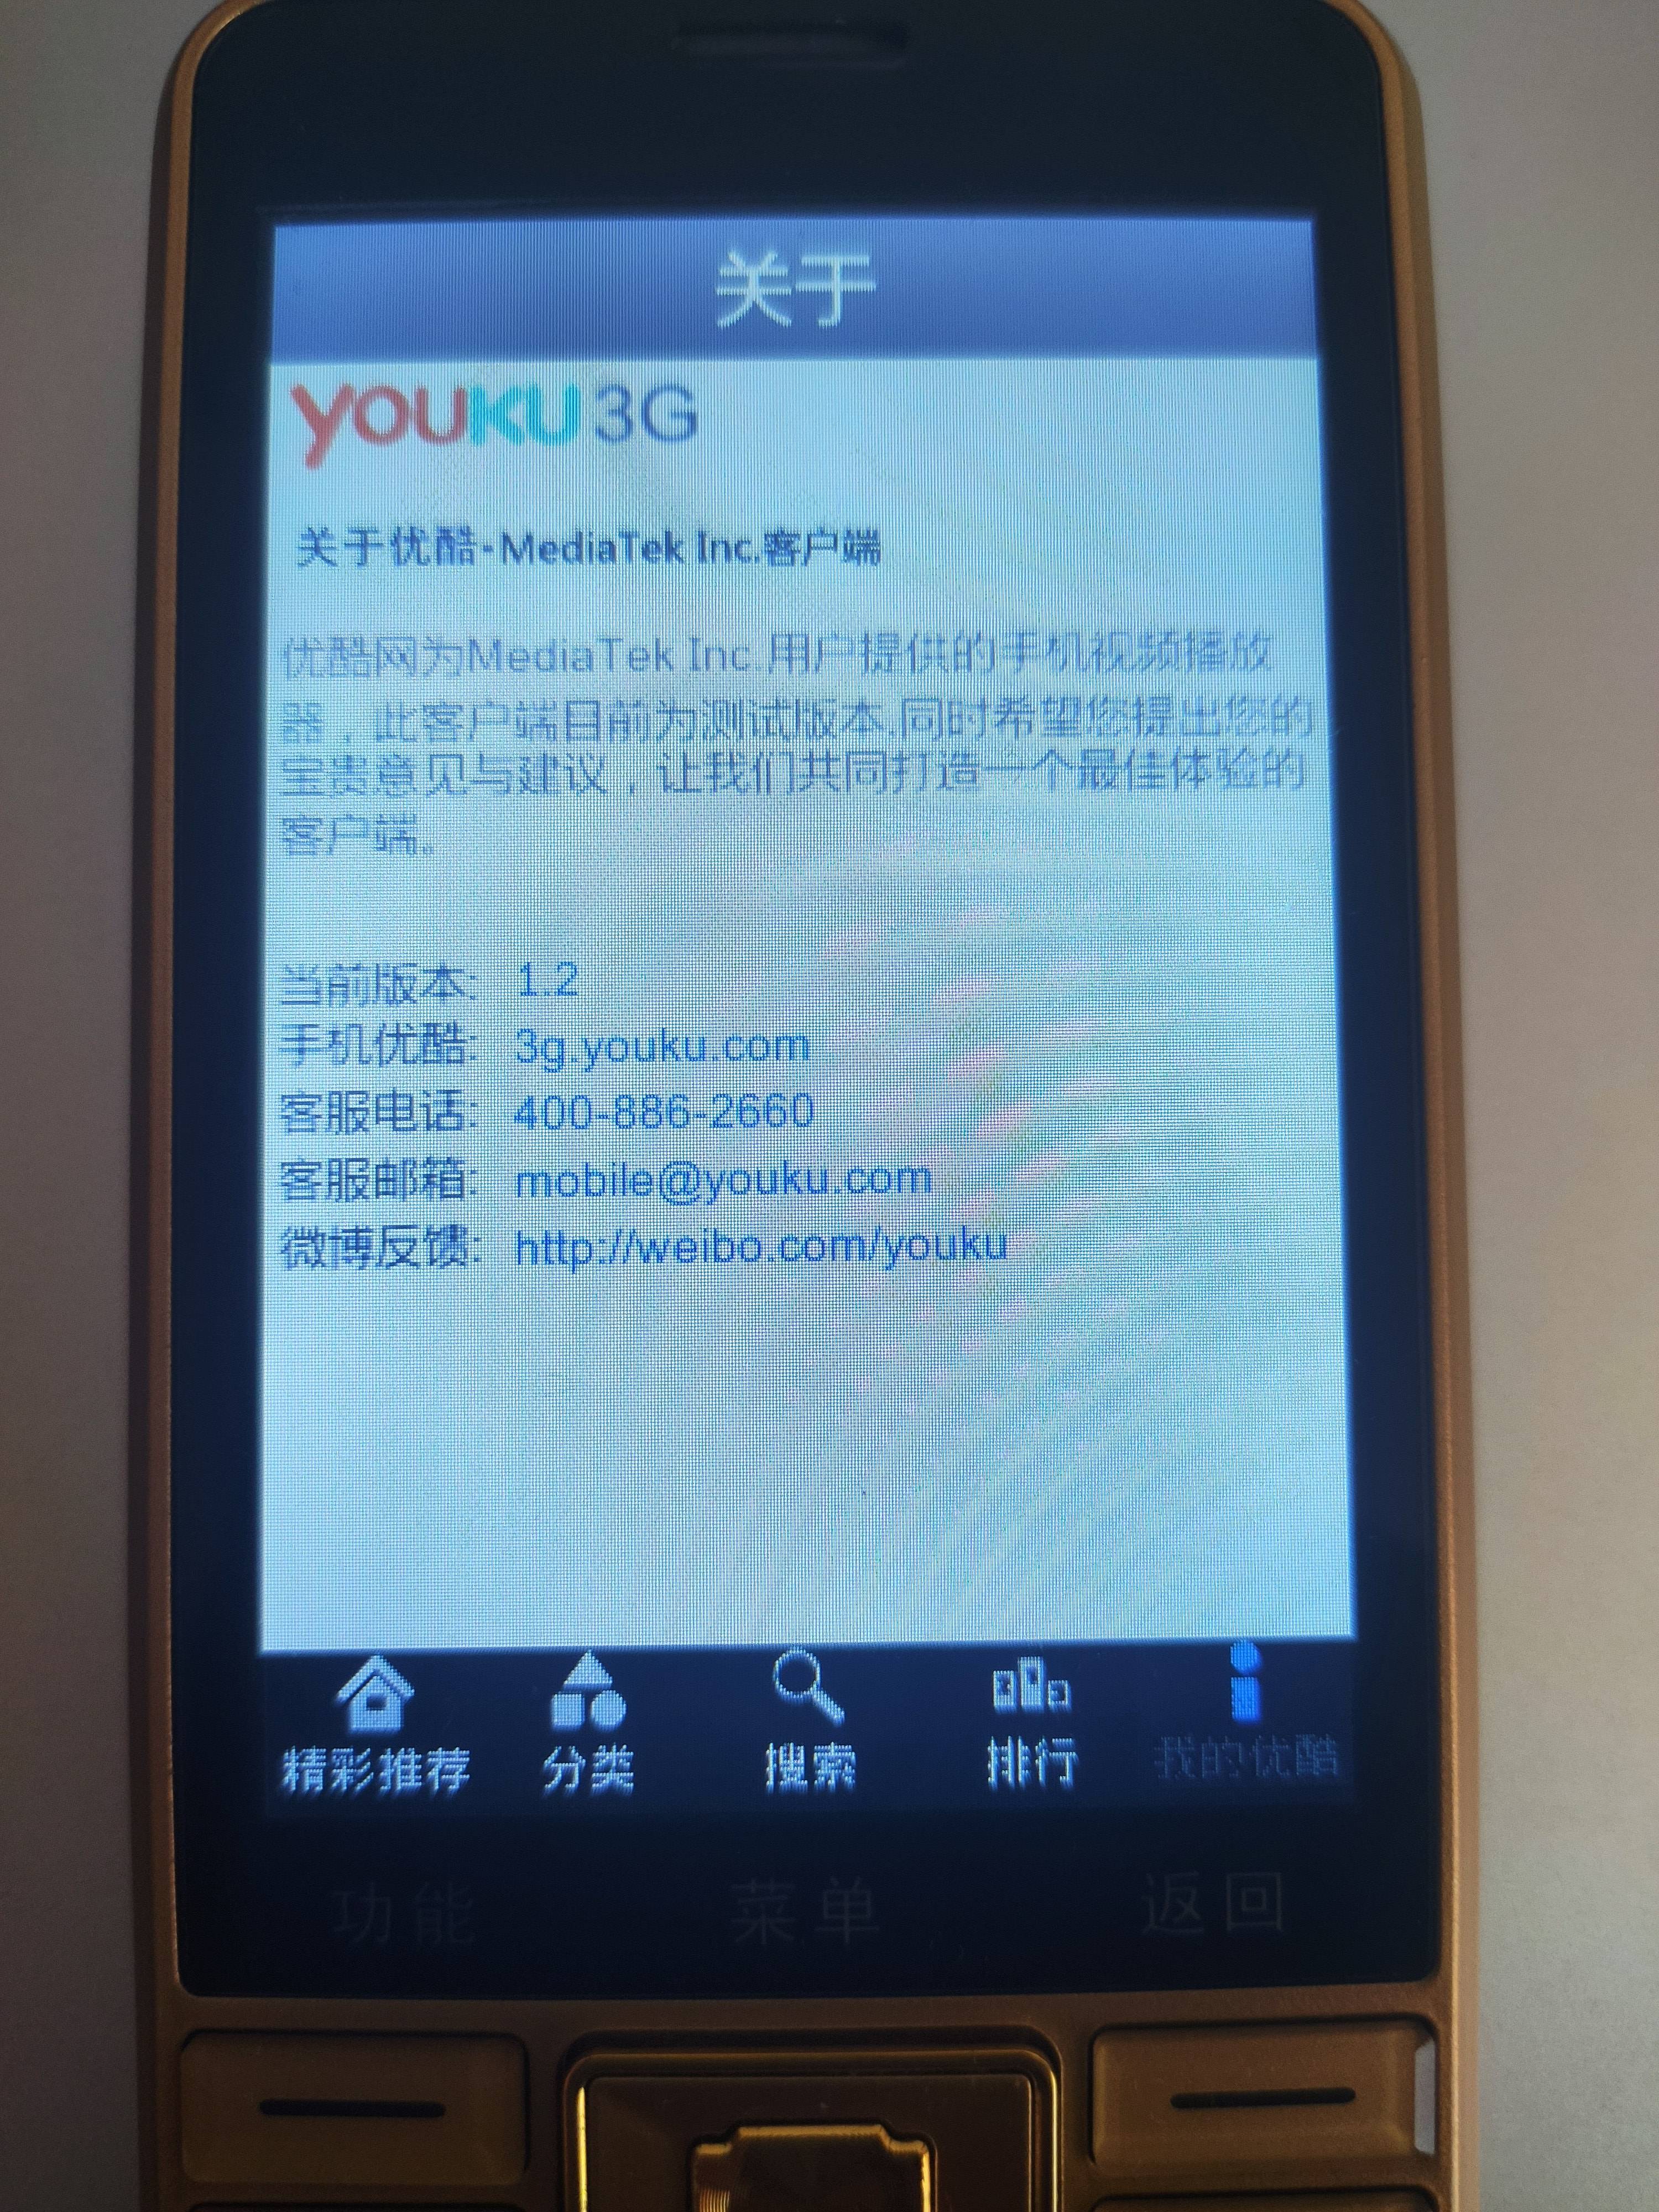 关于
YOUKU 3G
关于优酷-MediaTek Inc.客户端
优酷网为MediaTek Inc.用户提供的手机视频播放
器，此客户端目前为测试版本.同时希望您提出您的
宝贵意见与建议，让我们共同打造一个最佳体验的
客户端。
当前版本: 1.2
手机优酷: 3g.youku.com
客服电话: 400-886-2660
客服邮箱: mobile@youku.com
微博反馈: http://weibo.com/youku
精彩推荐 分类 搜索 排行 我的优酷
功能 菜单 返回